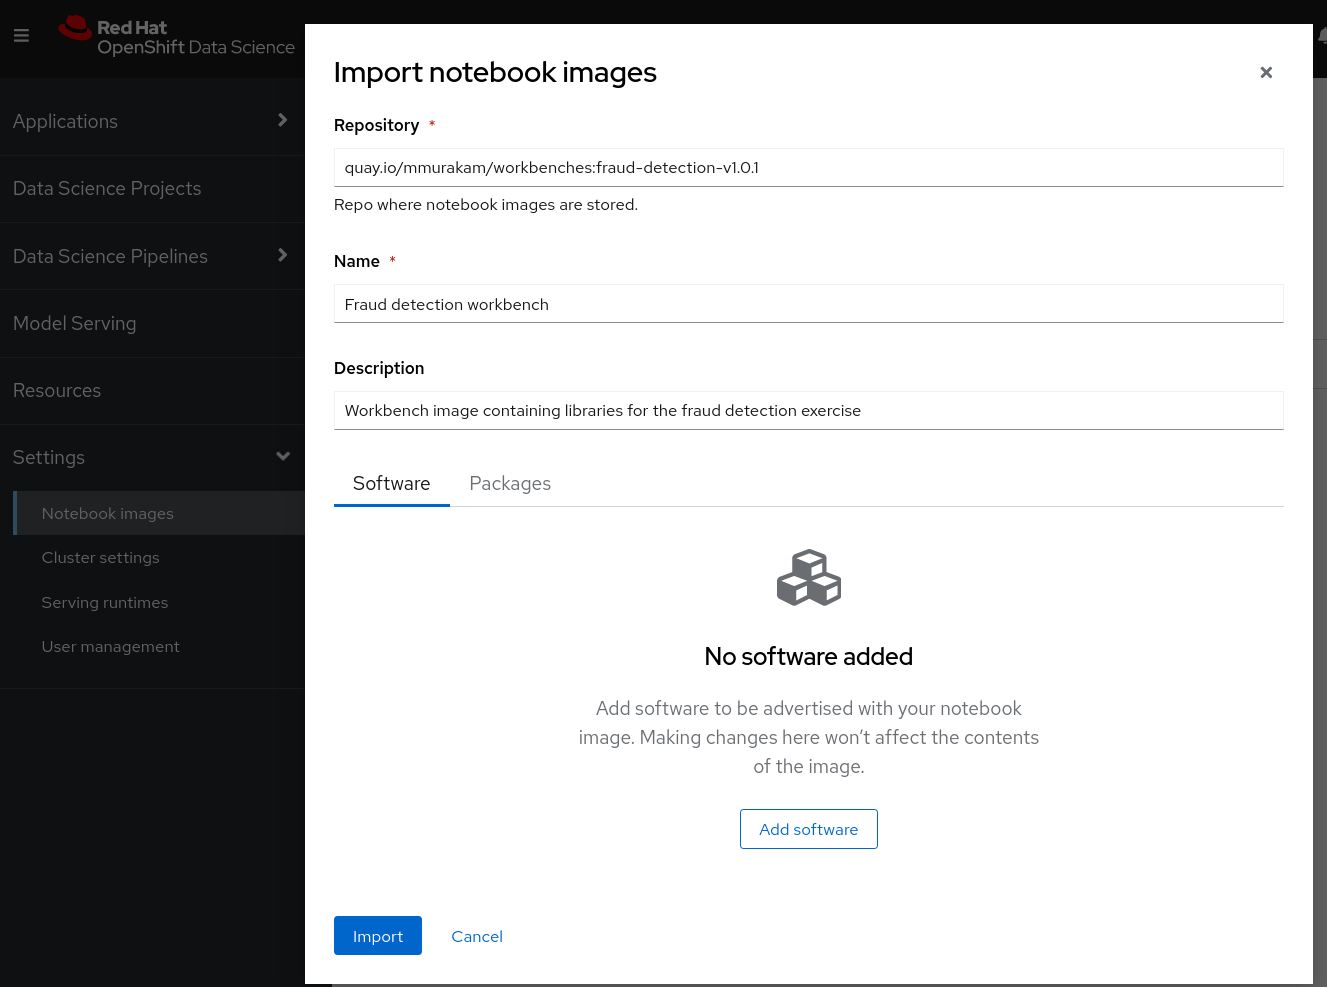 Red Hat
OpenShift Data Science
Applications
Data Science Projects
Data Science Pipelines
Model Serving
Resources
Settings
Notebook images
Cluster settings
Serving runtimes
User management
Import notebook images
Repository *
quay.io/mmurakam/workbenches:fraud-detection-v1.0.1
Repo where notebook images are stored.
Name *
Fraud detection workbench
Description
Workbench image containing libraries for the fraud detection exercise
Software Packages
No software added
Add software to be advertised with your notebook
image. Making changes here won’t affect the contents
of the image.
Add software
Import Cancel